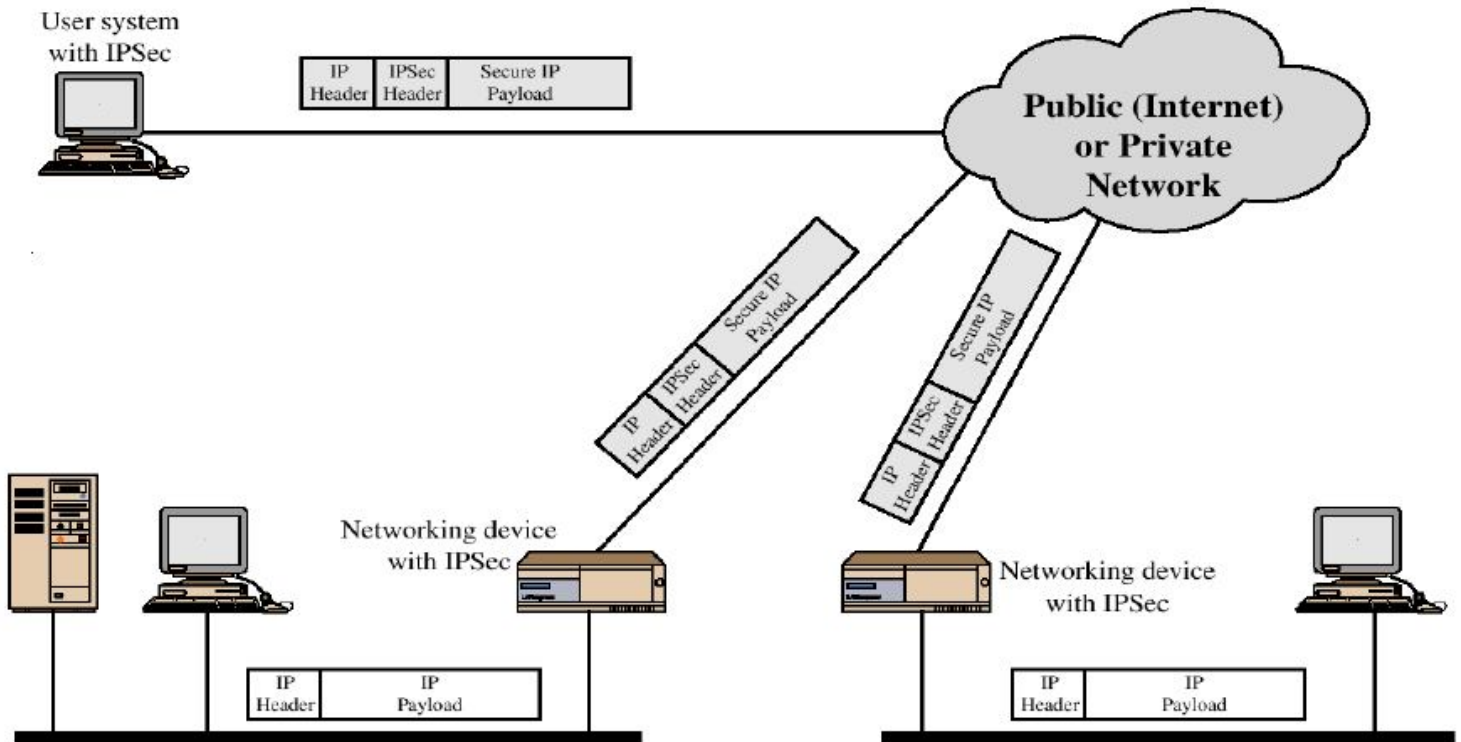 User system
with IPSec
IP
Header
IPSec
Header
Secure IP
Payload
Public (Internet)
or Private
Network
IP
Header
IPSec
Header
Secure IP
Payload
IP
Header
IPSec
Header
Secure IP
Payload
Networking device
with IPSec
Networking device
with IPSec
IP
Header
IP
Payload
IP
Header
IP
Payload